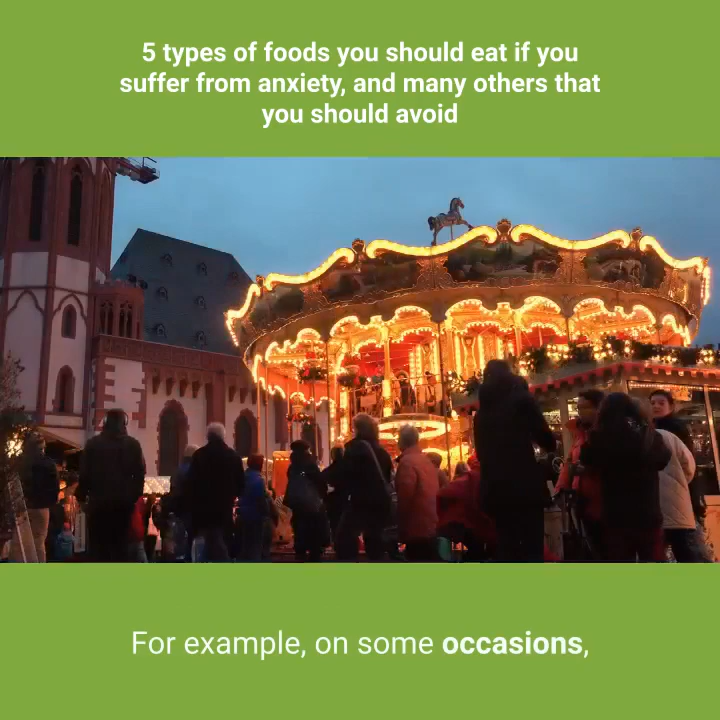 5 types of foods you should eat if you
suffer from anxiety, and many others that
you should avoid
For example, on some occasions,